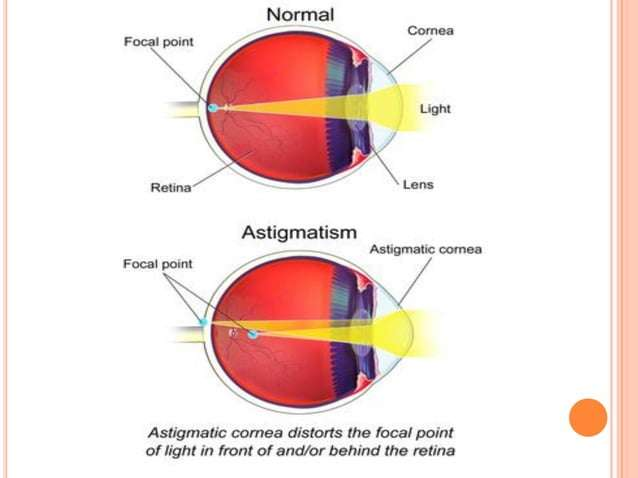 Normal
Focal point
Cornea
Light
Retina
Lens
Astigmatism
Astigmatic cornea
Focal point
Astigmatic cornea distorts the focal point
of light in front of and/or behind the retina